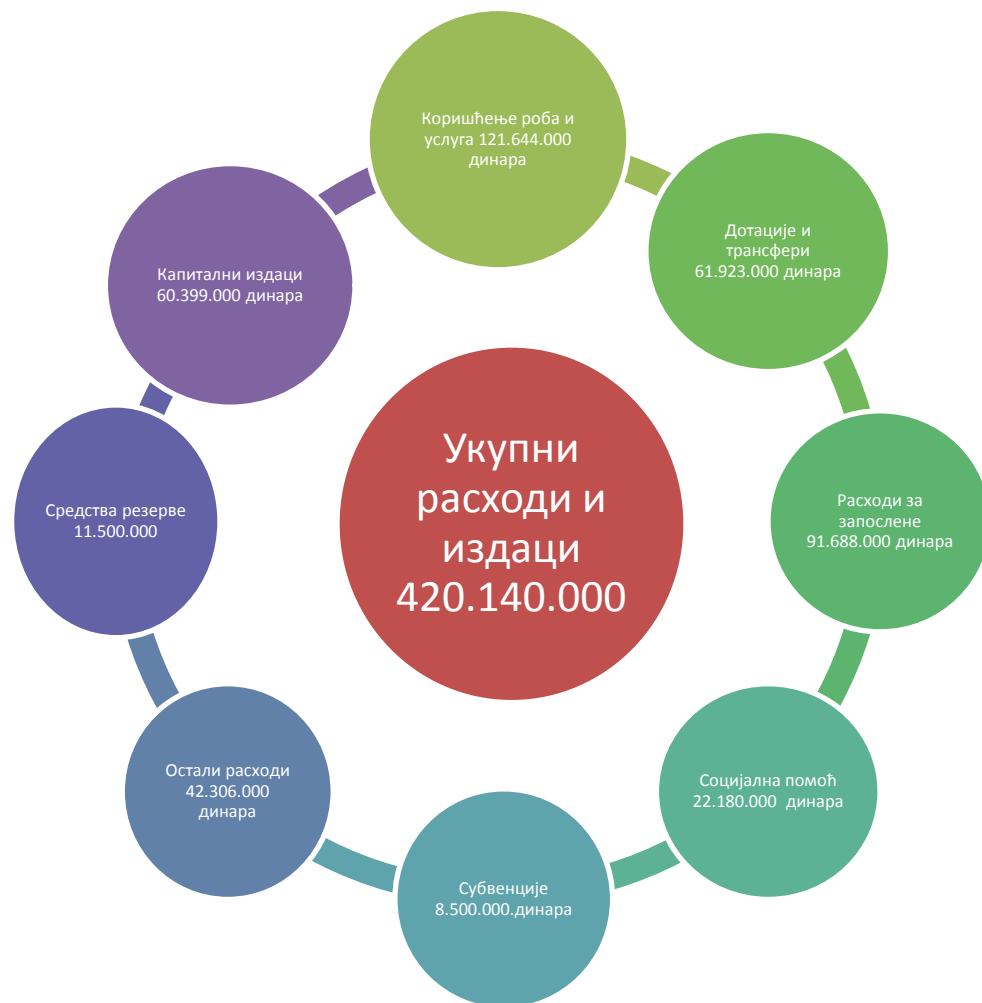 Коришћење роба и
услуга 121.644.000
динара
Дотације и
трансфери
61.923.000 динара
Расходи за
запослене
91.688.000 динара
Социјална помоћ
22.180.000  динара
Субвенције
8.500.000.динара
Остали расходи
42.306.000
динара
Средства резерве
11.500.000
Капитални издаци
60.399.000 динара
Укупни
расходи и
издаци
420.140.000